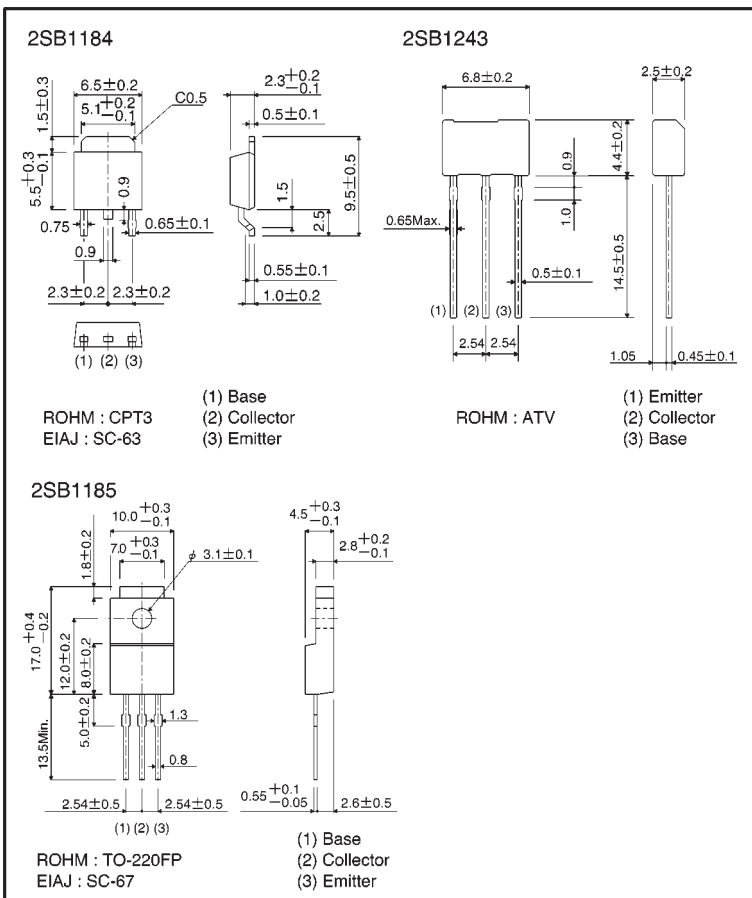 2SB1184
6.5±0.2
5.1+0.2−0.1
C0.5
1.5±0.3
5.5+0.3−0.1
0.9
0.75
0.65±0.1
0.9
2.3±0.2 2.3±0.2
2.3+0.2−0.1
0.5±0.1
1.5
2.5
9.5±0.5
0.55±0.1
1.0±0.2
(1) (2) (3)
(1) Base
ROHM : CPT3
(2) Collector
EIAJ : SC-63
(3) Emitter
2SB1243
6.8±0.2
2.5±0.2
4.4±0.2
0.9
1.0
0.65Max.
14.5±0.5
0.5±0.1
(1) (2) (3)
2.54 2.54
1.05
0.45±0.1
(1) Emitter
ROHM : ATV
(2) Collector
(3) Base
2SB1185
10.0+0.3−0.1
7.0+0.3−0.1
1.8±0.2
ϕ 3.1±0.1
17.0+0.4−0.2
12.0±0.2
8.0±0.2
5.0±0.2
13.5Min.
1.3
0.8
2.54±0.5 2.54±0.5
(1) (2) (3)
4.5+0.3−0.1
2.8+0.2−0.1
0.55+0.1−0.05
2.6±0.5
(1) Base
ROHM : TO-220FP
(2) Collector
EIAJ : SC-67
(3) Emitter